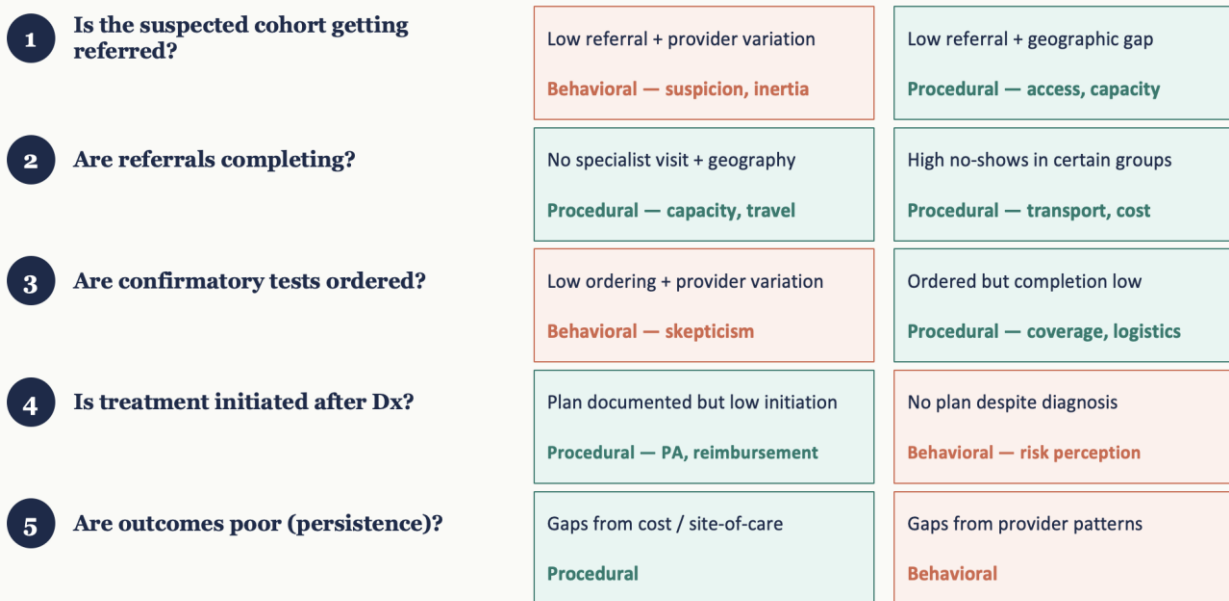 1
Is the suspected cohort getting
referred?
Low referral + provider variation
Behavioral — suspicion, inertia
Low referral + geographic gap
Procedural — access, capacity
2
Are referrals completing?
No specialist visit + geography
Procedural — capacity, travel
High no-shows in certain groups
Procedural — transport, cost
3
Are confirmatory tests ordered?
Low ordering + provider variation
Behavioral — skepticism
Ordered but completion low
Procedural — coverage, logistics
4
Is treatment initiated after Dx?
Plan documented but low initiation
Procedural — PA, reimbursement
No plan despite diagnosis
Behavioral — risk perception
5
Are outcomes poor (persistence)?
Gaps from cost / site-of-care
Procedural
Gaps from provider patterns
Behavioral